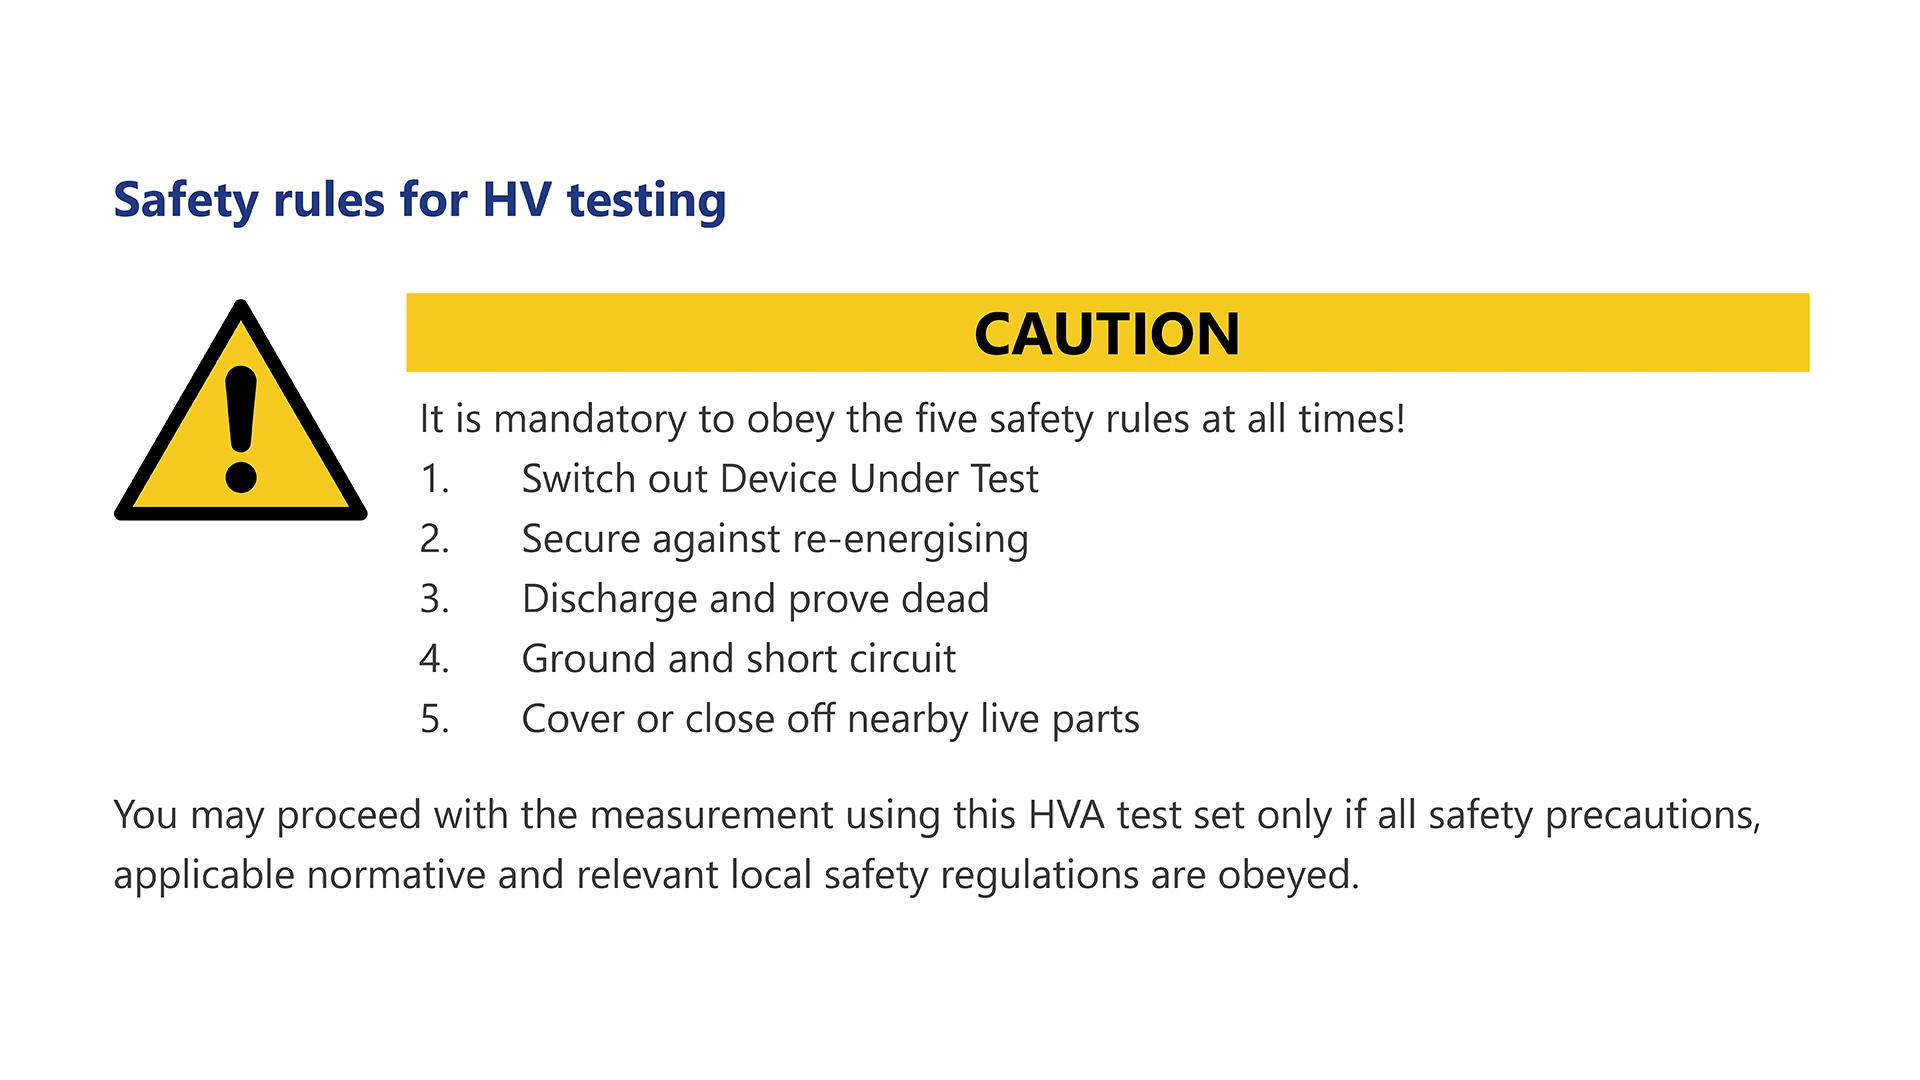 Safety rules for HV testing
CAUTION
It is mandatory to obey the five safety rules at all times!
1. Switch out Device Under Test
2. Secure against re-energising
3. Discharge and prove dead
4. Ground and short circuit
5. Cover or close off nearby live parts
You may proceed with the measurement using this HVA test set only if all safety precautions,
applicable normative and relevant local safety regulations are obeyed.